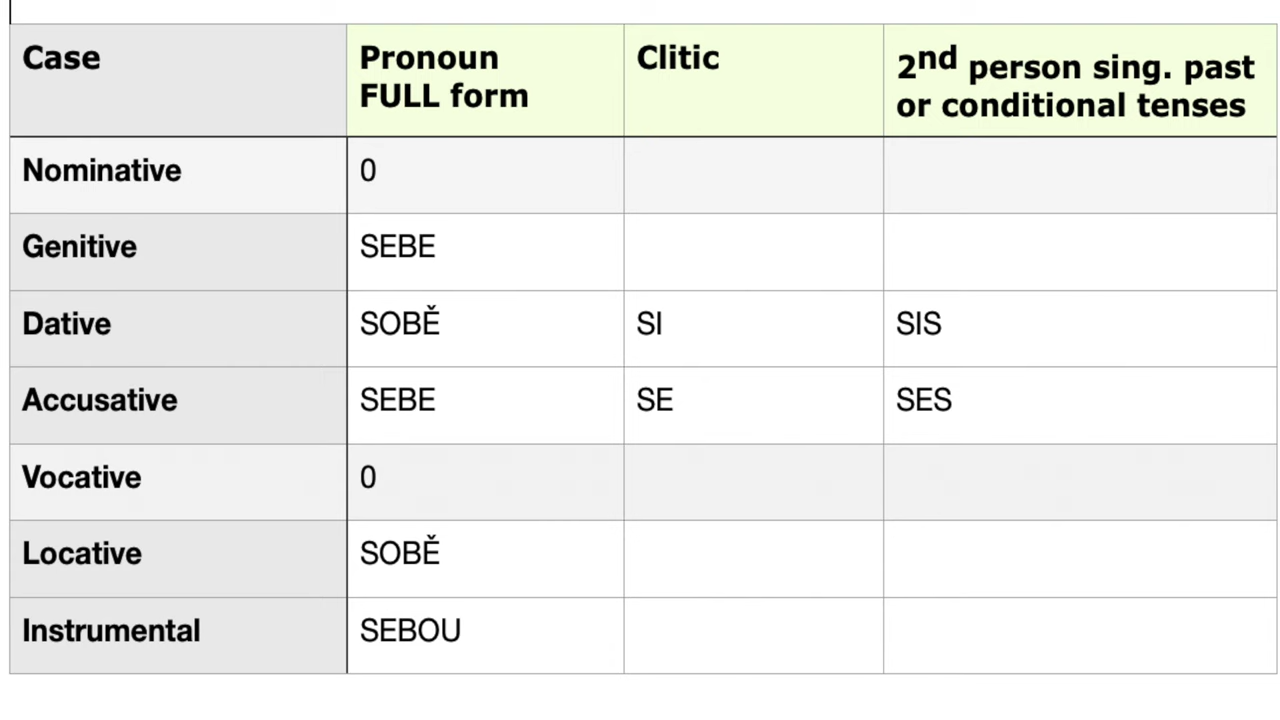 Case Pronoun FULL form Clitic 2nd person sing. past or conditional tenses
Nominative 0
Genitive SEBE
Dative SOBĚ SI SIS
Accusative SEBE SE SES
Vocative 0
Locative SOBĚ
Instrumental SEBOU